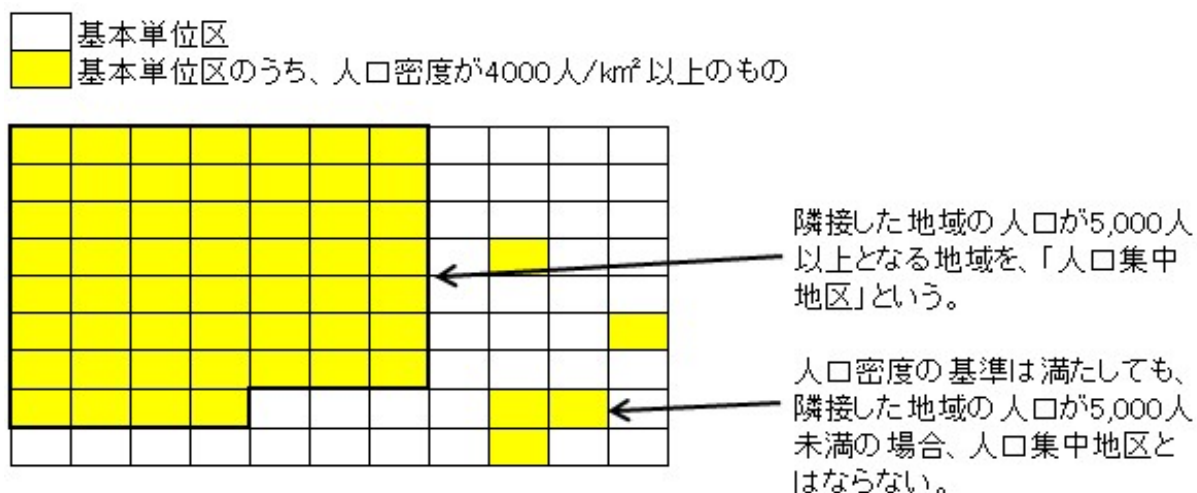 基本単位区
基本単位区のうち、人口密度が4000人/km²以上のもの
隣接した地域の人口が5,000人
以上となる地域を、「人口集中
地区」という。
人口密度の基準は満たしても、
隣接した地域の人口が5,000人
未満の場合、人口集中地区と
はならない。